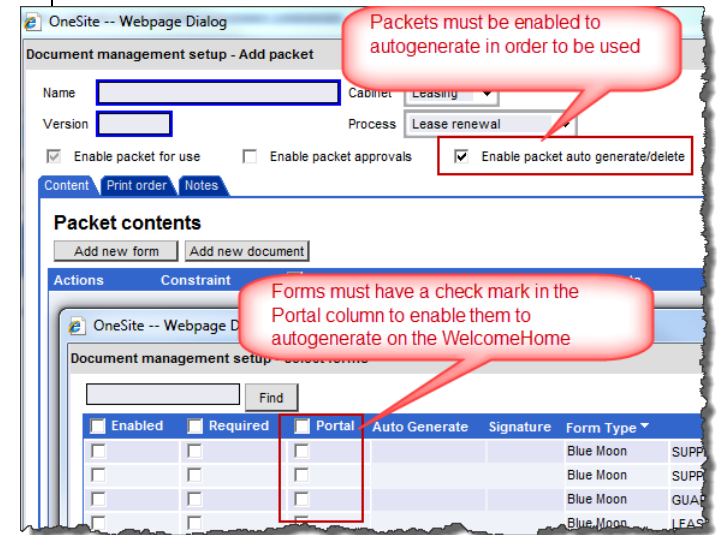 OneSite -- Webpage Dialog
Packets must be enabled to
autogenerate in order to be used
Document management setup - Add packet
Name
Cabinet
Leasing
Version
Process
Lease renewal
Enable packet for use
Enable packet approvals
Enable packet auto generate/delete
Content
Print order
Notes
Packet contents
Add new form
Add new document
Actions
Constraint
Forms must have a check mark in the
Portal column to enable them to
autogenerate on the WelcomeHome
OneSite -- Webpage D
Document management setup -
Find
Enabled
Required
Portal
Auto Generate
Signature
Form Type
Blue Moon
SUPP
Blue Moon
SUPP
Blue Moon
GUAR
Blue Moon
LEAS